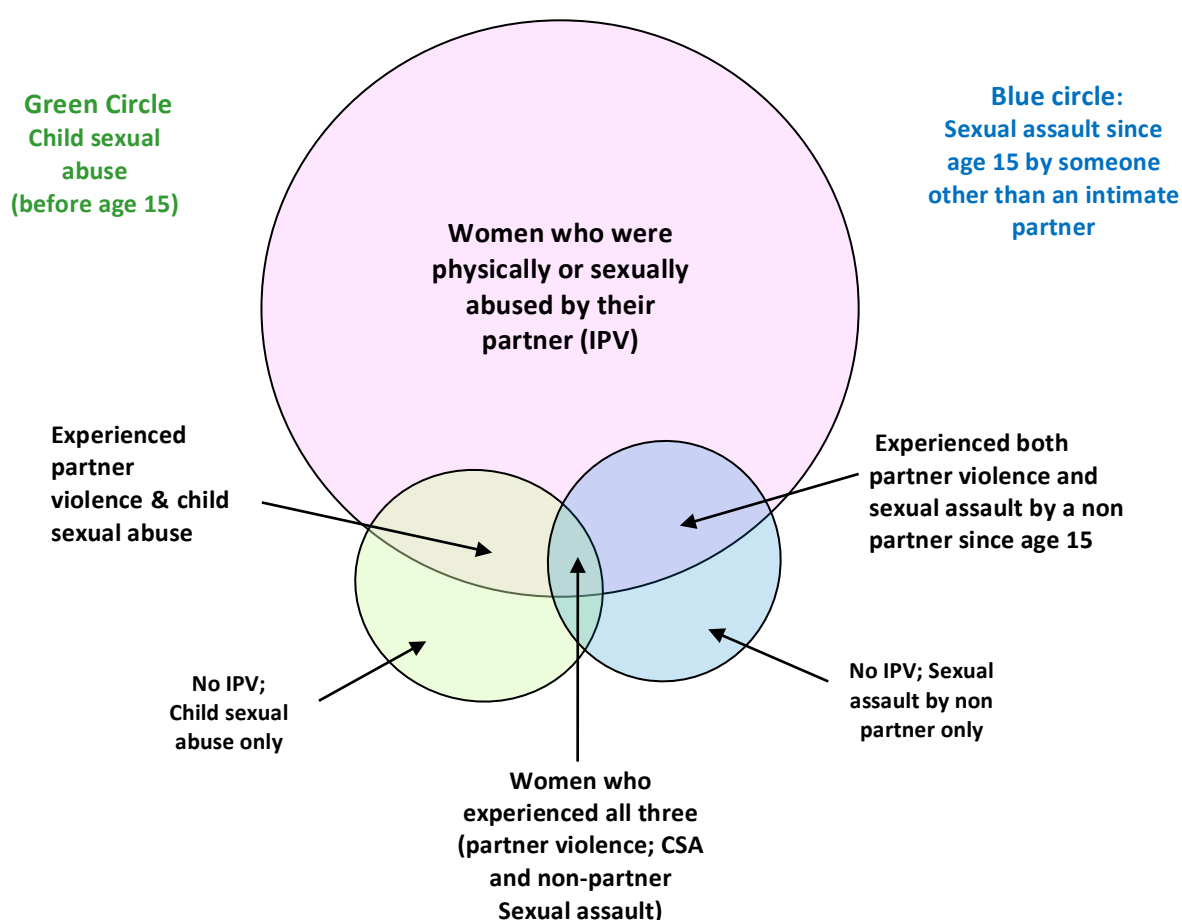 Green Circle
Child sexual
abuse
(before age 15)
Blue circle:
Sexual assault since
age 15 by someone
other than an intimate
partner
Women who were
physically or sexually
abused by their
partner (IPV)
Experienced
partner
violence & child
sexual abuse
Experienced both
partner violence and
sexual assault by a non
partner since age 15
No IPV;
Child sexual
abuse only
No IPV; Sexual
assault by non
partner only
Women who
experienced all three
(partner violence; CSA
and non-partner
Sexual assault)